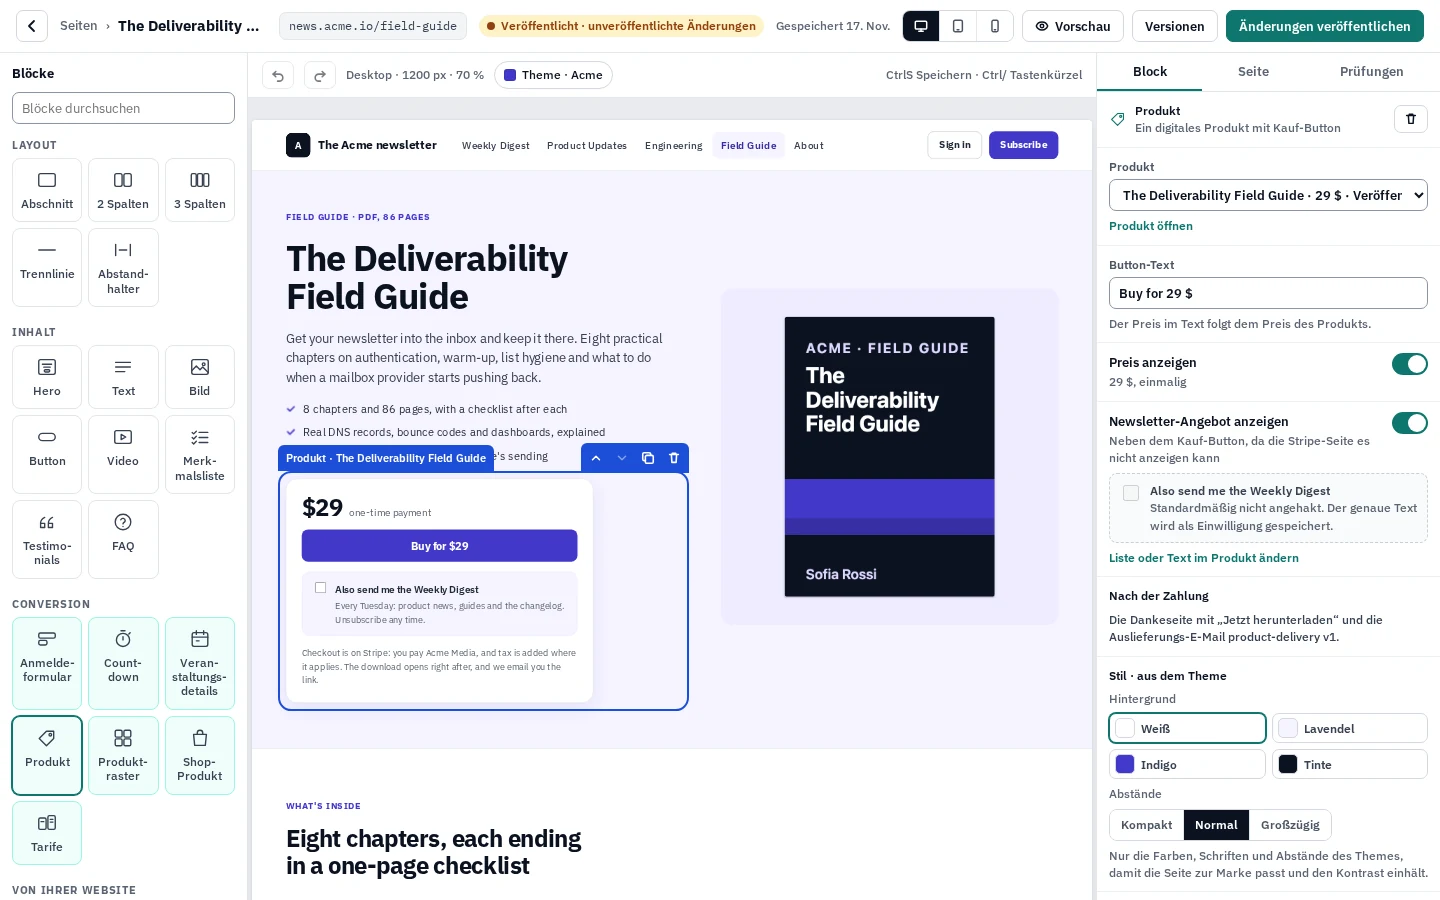 Seiten › The Deliverability ...
news.acme.io/field-guide
Veröffentlicht · unveröffentlichte Änderungen
Gespeichert 17. Nov.
Vorschau
Versionen
Änderungen veröffentlichen
Blöcke
Blöcke durchsuchen
LAYOUT
Abschnitt
2 Spalten
3 Spalten
Trennlinie
Abstand-
halter
INHALT
Hero
Text
Bild
Button
Video
Merk-
malsliste
Testimo-
nials
FAQ
CONVERSION
Anmelde-
formular
Count-
down
Veran-
staltungs-
details
Produkt
Produkt-
raster
Shop-
Produkt
Tarife
VON IHRER WEBSITE
Desktop · 1200 px · 70 %
Theme · Acme
CtrlS Speichern · Ctrl/ Tastenkürzel
A
The Acme newsletter
Weekly Digest
Product Updates
Engineering
Field Guide
About
Sign in
Subscribe
FIELD GUIDE · PDF, 86 PAGES
The Deliverability
Field Guide
Get your newsletter into the inbox and keep it there. Eight practical
chapters on authentication, warm-up, list hygiene and what to do
when a mailbox provider starts pushing back.
8 chapters and 86 pages, with a checklist after each
Real DNS records, bounce codes and dashboards, explained
e's sending
Produkt · The Deliverability Field Guide
$29 one-time payment
Buy for $29
Also send me the Weekly Digest
Every Tuesday: product news, guides and the changelog.
Unsubscribe any time.
Checkout is on Stripe: you pay Acme Media, and tax is added where
it applies. The download opens right after, and we email you the
link.
ACME · FIELD GUIDE
The
Deliverability
Field Guide
Sofia Rossi
WHAT'S INSIDE
Eight chapters, each ending
in a one-page checklist
Block
Seite
Prüfungen
Produkt
Ein digitales Produkt mit Kauf-Button
Produkt
The Deliverability Field Guide · 29 $ · Veröffer
Produkt öffnen
Button-Text
Buy for 29 $
Der Preis im Text folgt dem Preis des Produkts.
Preis anzeigen
29 $, einmalig
Newsletter-Angebot anzeigen
Neben dem Kauf-Button, da die Stripe-Seite es
nicht anzeigen kann
Also send me the Weekly Digest
Standardmäßig nicht angehakt. Der genaue Text
wird als Einwilligung gespeichert.
Liste oder Text im Produkt ändern
Nach der Zahlung
Die Dankeseite mit „Jetzt herunterladen“ und die
Auslieferungs-E-Mail product-delivery v1.
Stil · aus dem Theme
Hintergrund
Weiß
Lavendel
Indigo
Tinte
Abstände
Kompakt
Normal
Großzügig
Nur die Farben, Schriften und Abstände des Themes,
damit die Seite zur Marke passt und den Kontrast einhält.